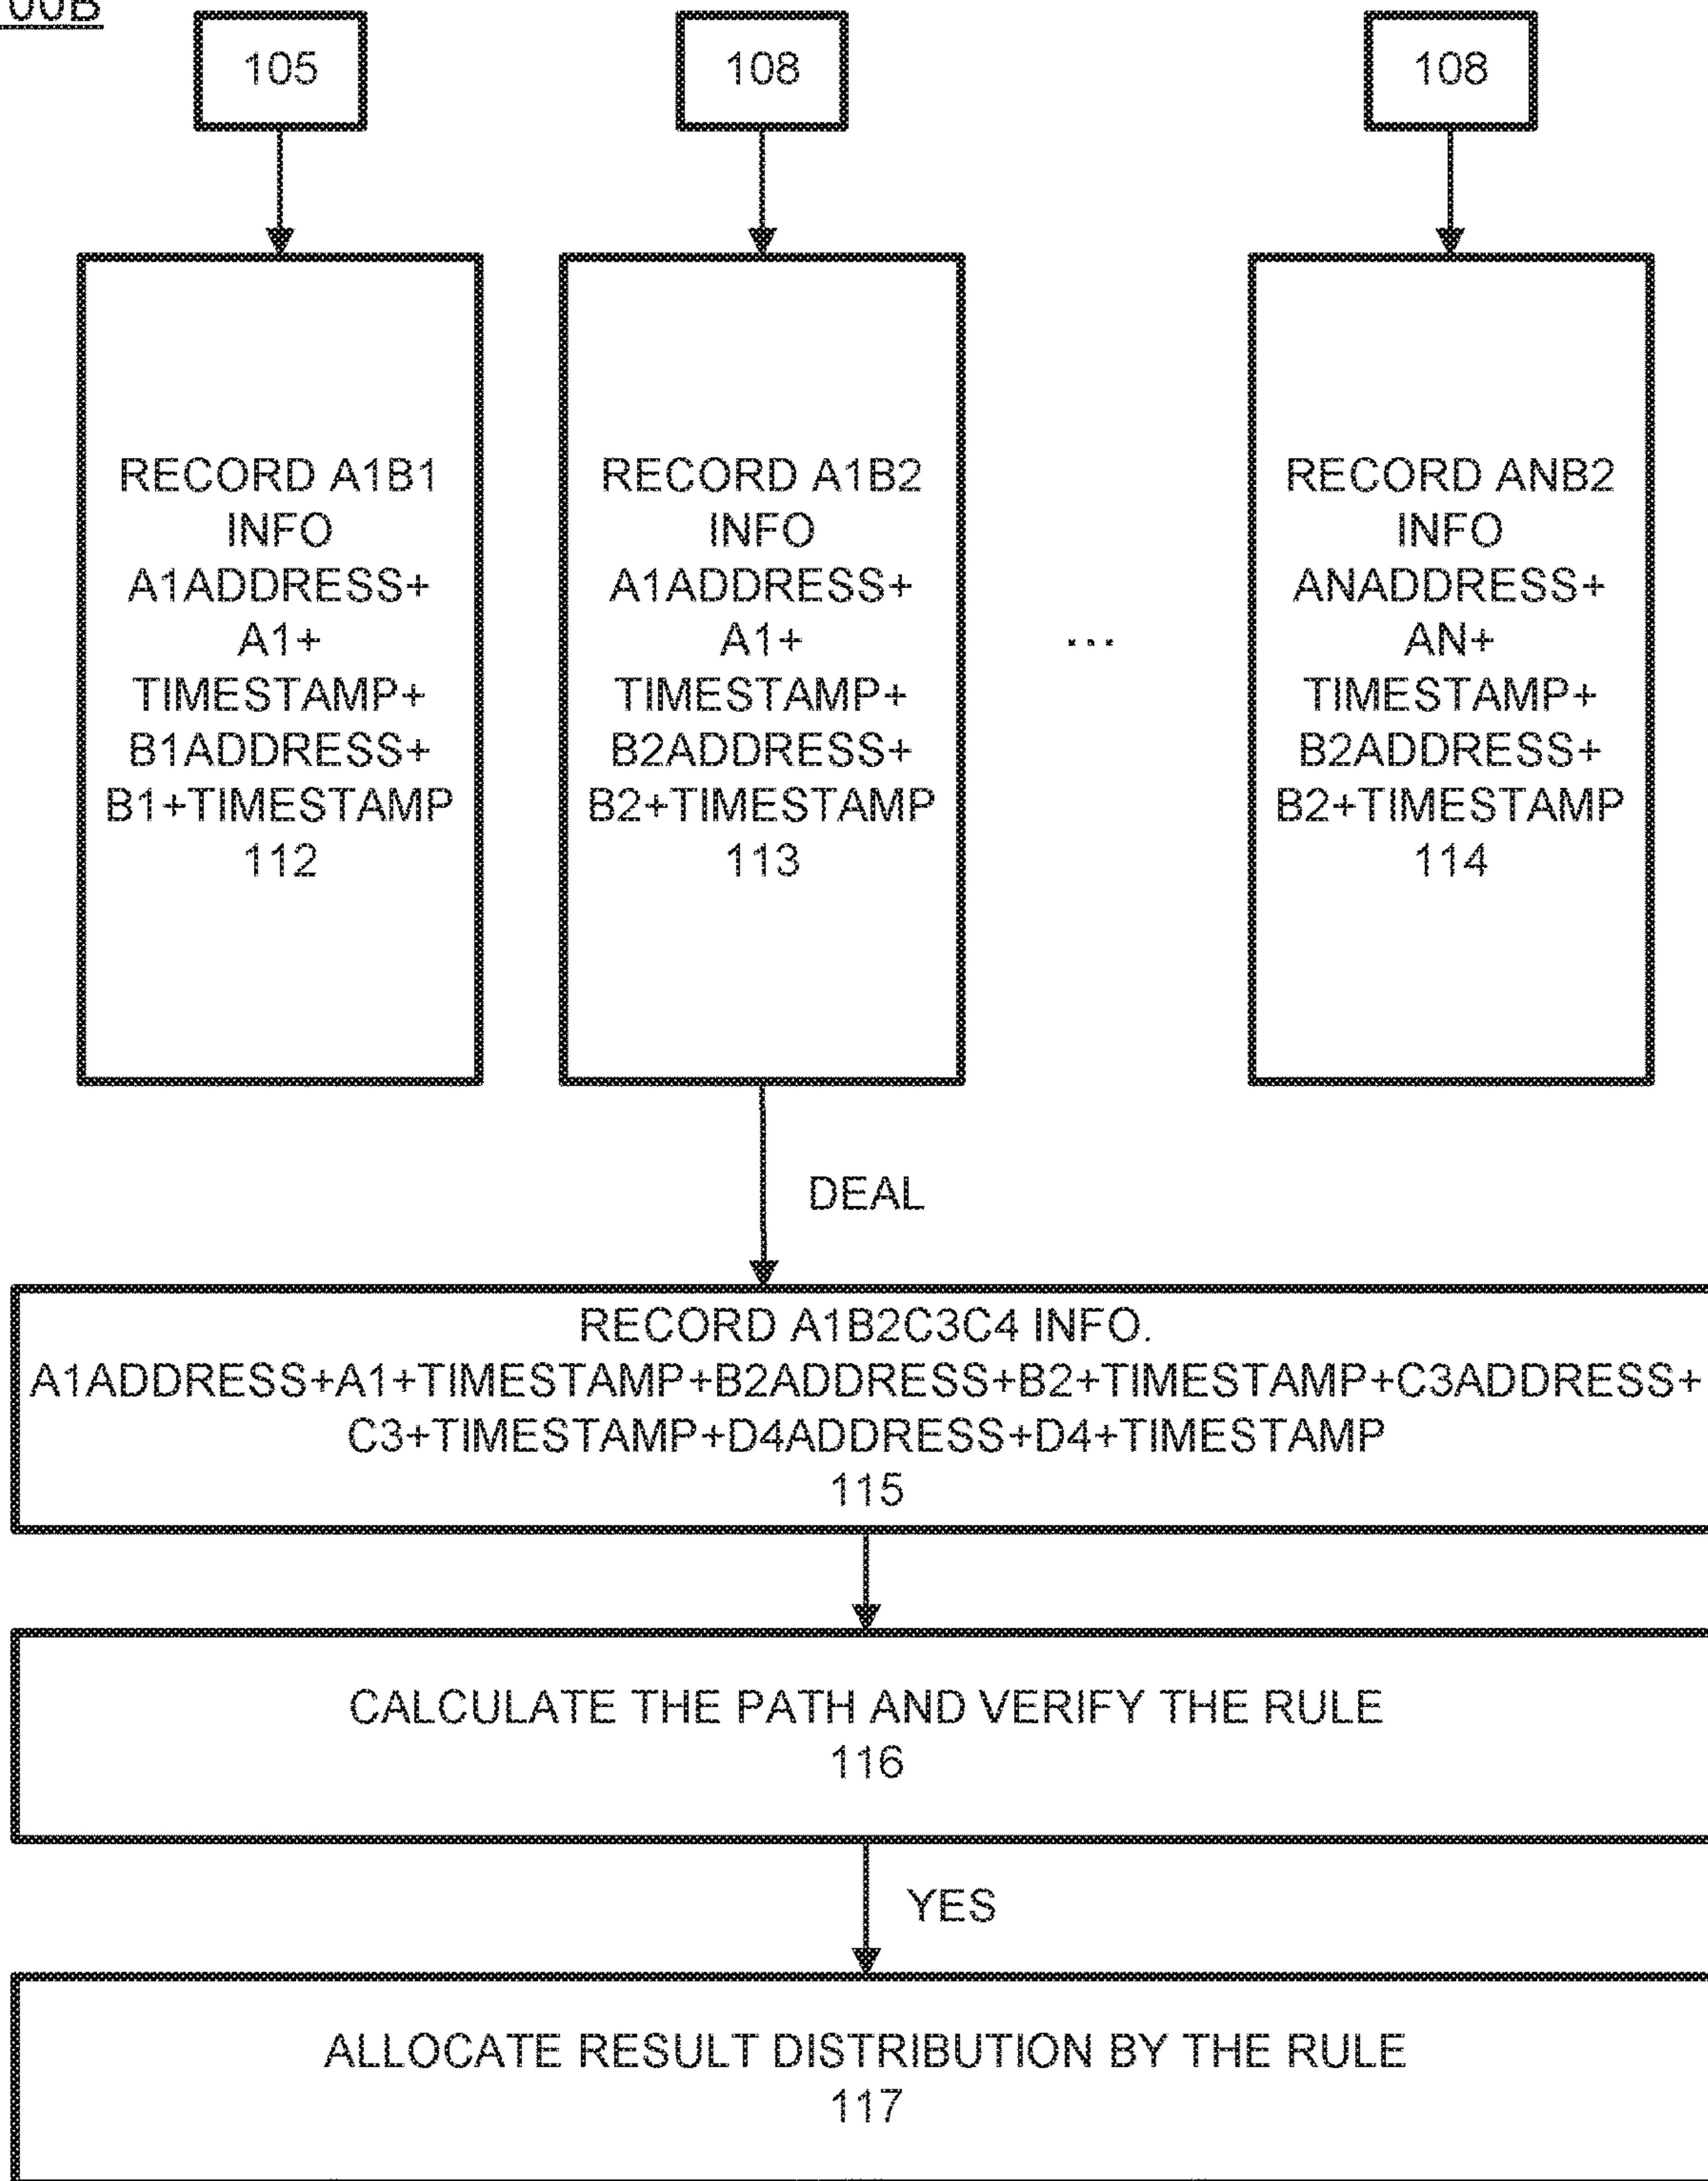 00B
105
108
108
RECORD A1B1
INFO
A1ADDRESS+
A1+
TIMESTAMP+
B1ADDRESS+
B1+TIMESTAMP
112
RECORD A1B2
INFO
A1ADDRESS+
A1+
TIMESTAMP+
B2ADDRESS+
B2+TIMESTAMP
113
...
RECORD ANB2
INFO
ANADDRESS+
AN+
TIMESTAMP+
B2ADDRESS+
B2+TIMESTAMP
114
DEAL
RECORD A1B2C3C4 INFO.
A1ADDRESS+A1+TIMESTAMP+B2ADDRESS+B2+TIMESTAMP+C3ADDRESS+
C3+TIMESTAMP+D4ADDRESS+D4+TIMESTAMP
115
CALCULATE THE PATH AND VERIFY THE RULE
116
YES
ALLOCATE RESULT DISTRIBUTION BY THE RULE
117